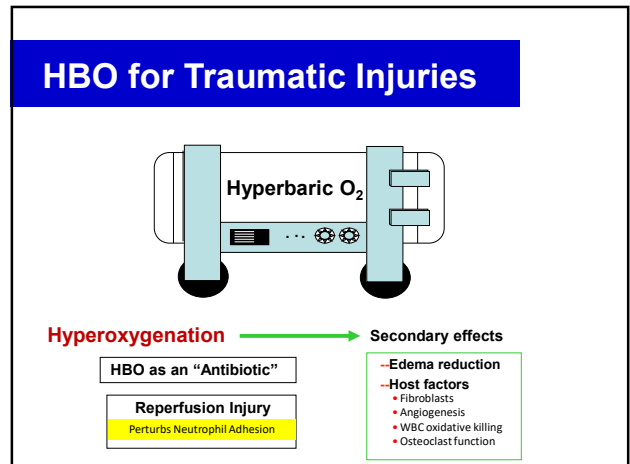 HBO for Traumatic Injuries
Hyperbaric O₂
Hyperoxygenation
Secondary effects
HBO as an “Antibiotic”
Reperfusion Injury
Perturbs Neutrophil Adhesion
--Edema reduction
--Host factors
• Fibroblasts
• Angiogenesis
• WBC oxidative killing
• Osteoclast function